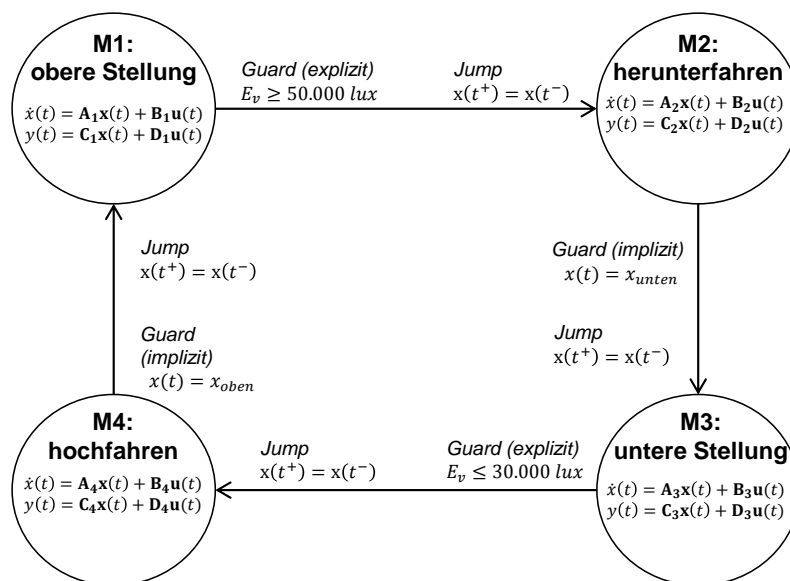 M1:
obere Stellung
ẋ(t) = A₁x(t) + B₁u(t)
y(t) = C₁x(t) + D₁u(t)
Guard (explizit)
Eᵥ ≥ 50.000 lux
Jump
x(t⁺) = x(t⁻)
M2:
herunterfahren
ẋ(t) = A₂x(t) + B₂u(t)
y(t) = C₂x(t) + D₂u(t)
Guard (implizit)
x(t) = x_unten
Jump
x(t⁺) = x(t⁻)
M3:
untere Stellung
ẋ(t) = A₃x(t) + B₃u(t)
y(t) = C₃x(t) + D₃u(t)
Guard (explizit)
Eᵥ ≤ 30.000 lux
Jump
x(t⁺) = x(t⁻)
M4:
hochfahren
ẋ(t) = A₄x(t) + B₄u(t)
y(t) = C₄x(t) + D₄u(t)
Guard
(implizit)
x(t) = x_oben
Jump
x(t⁺) = x(t⁻)